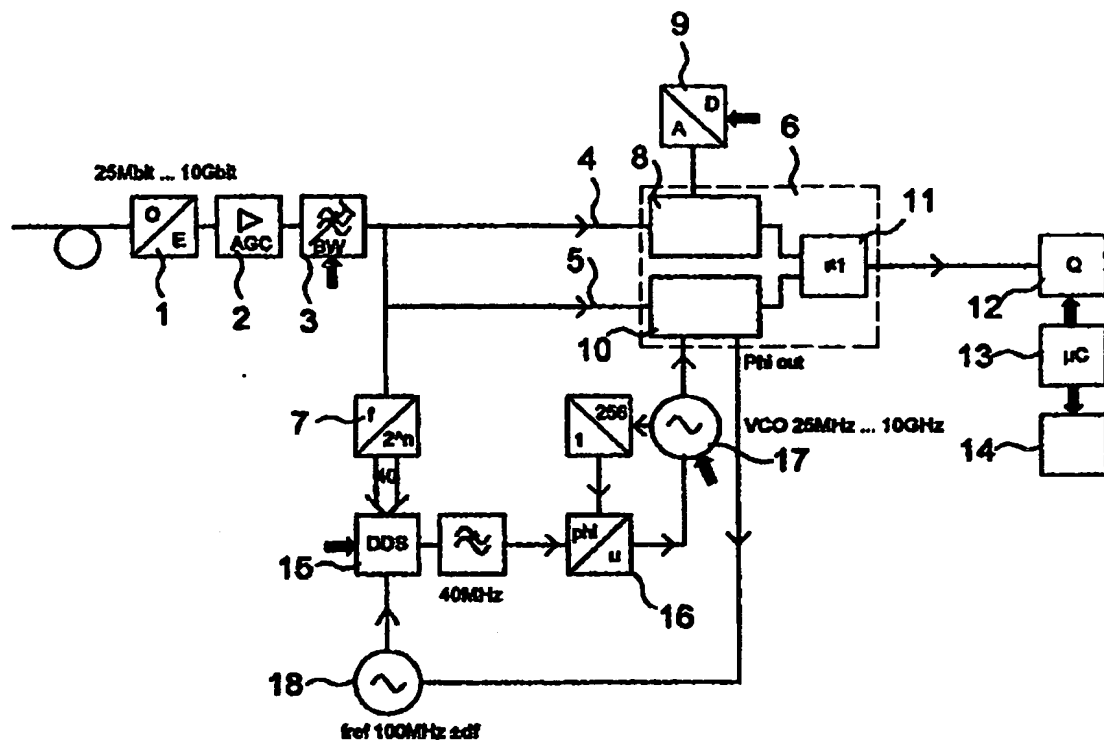 9
D
A
6
4
8
25Mbit ... 10Gbit
11
O
E
AGC
BW
≠1
Q
5
1
2
3
12
10
13
µC
Phi out
7
f
2^n
256
1
VCO 25MHz ... 10GHz
14
17
40
DDS
phi
u
15
40MHz
16
18
fref 100MHz ±df